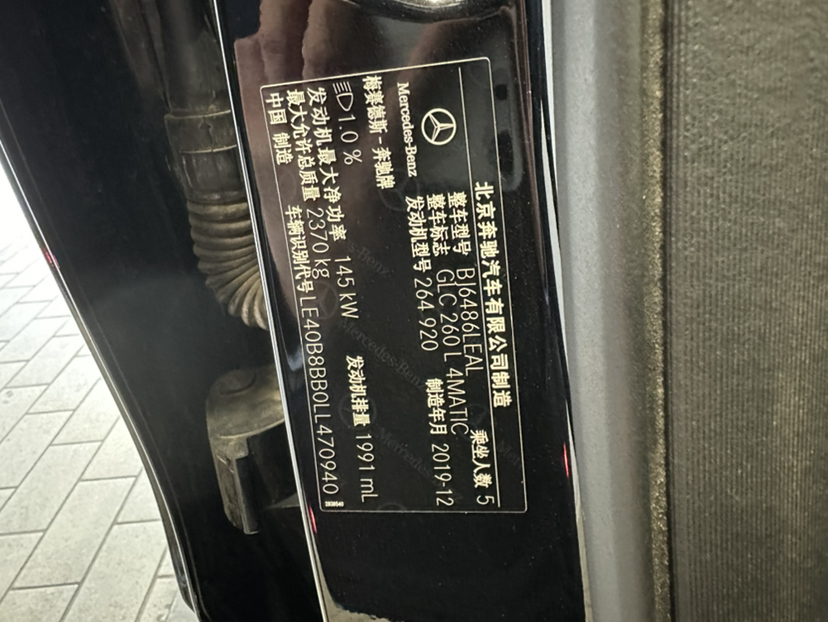 北京奔驰汽车有限公司制造
整车型号 BJ6486LEAL 乘坐人数 5
整车标志 GLC 260 L 4MATIC
Mercedes-Benz 发动机型号 264 920 制造年月 2019-12
梅赛德斯-奔驰牌 发动机排量 1991 mL
1.0 %
发动机最大净功率 145 kW
最大允许总质量 2370 kg
中国 制造 车辆识别代号 LE40B8BB0LL470940